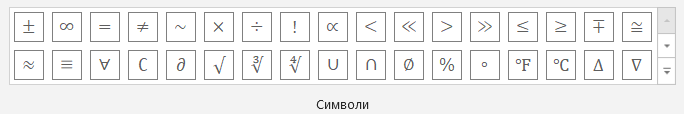 ± ∞ = ≠ ~ × ÷ ! ∝ < ≪ > ≫ ≤ ≥ ∓ ≅
≈ ≡ ∀ ∁ ∂ √ ∛ ∜ ∪ ∩ ∅ % ° °F °C ∆ ∇
Символи